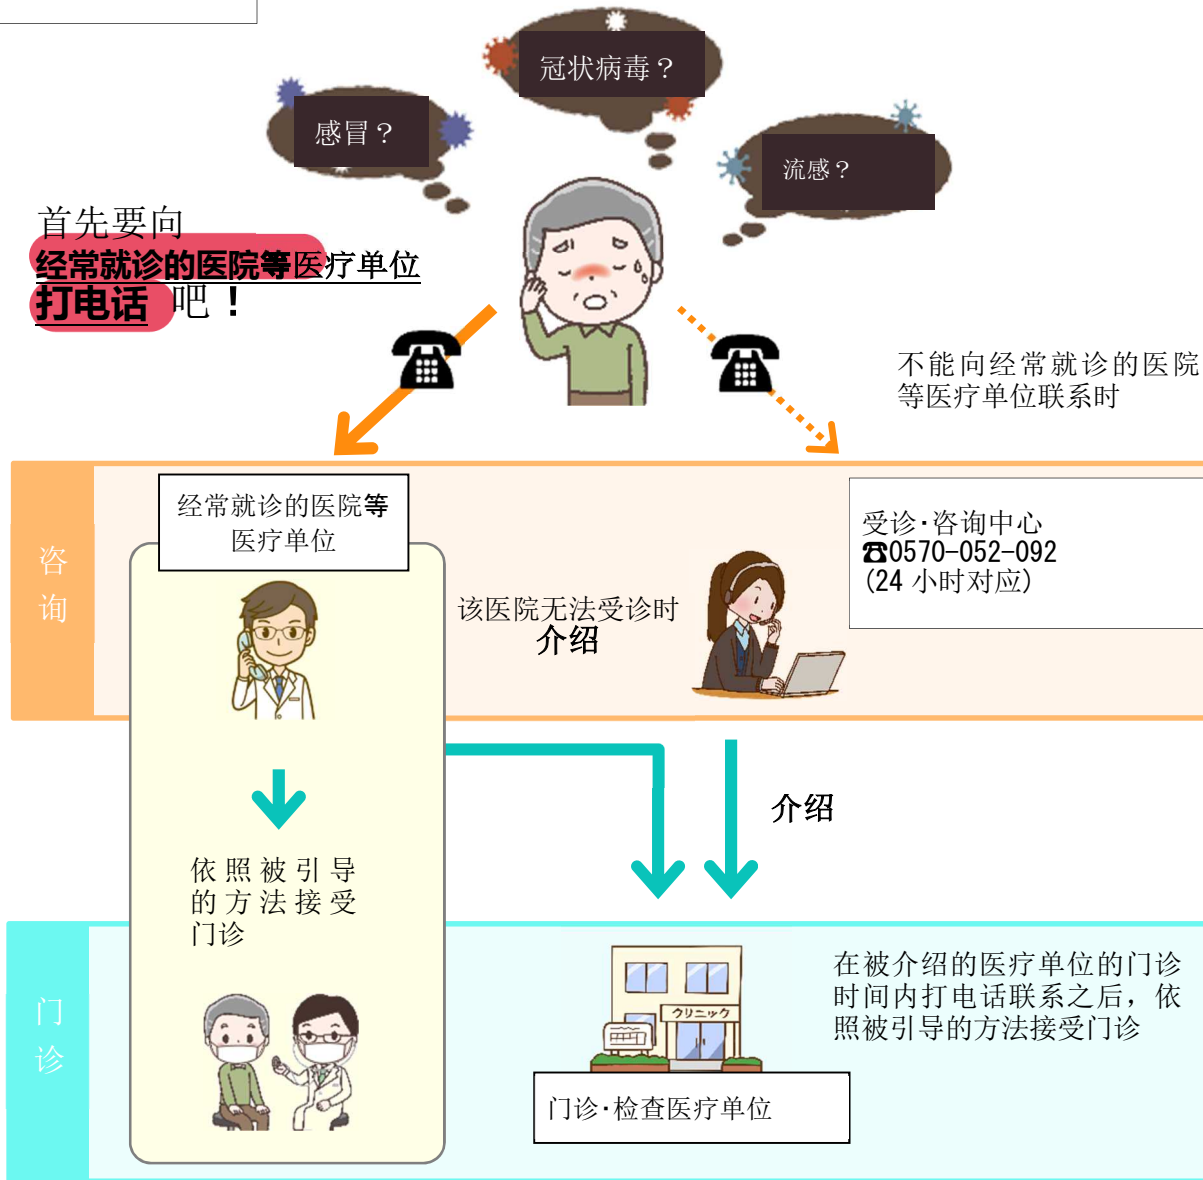 冠状病毒？
感冒？
流感？
首先要向
经常就诊的医院等医疗单位
打电话 吧！
不能向经常就诊的医院
等医疗单位联系时
咨询
经常就诊的医院等
医疗单位
该医院无法受诊时
介绍
受诊·咨询中心
☎0570-052-092
(24 小时对应)
介绍
依照被引导
的方法接受
门诊
门诊
クリニック
门诊·检查医疗单位
在被介绍的医疗单位的门诊
时间内打电话联系之后，依
照被引导的方法接受门诊